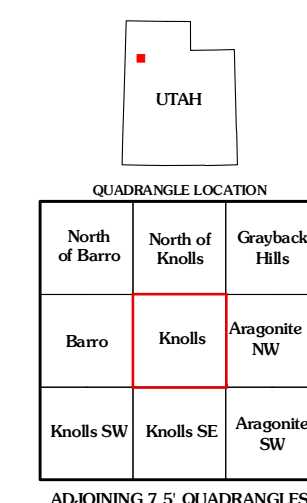 UTAH
QUADRANGLE LOCATION
North
of Barro
North of
Knolls
Grayback
Hills
Barro
Knolls
Aragonite
NW
Knolls SW
Knolls SE
Aragonite
SW
ADJOINING 7.5' QUADRANGLES